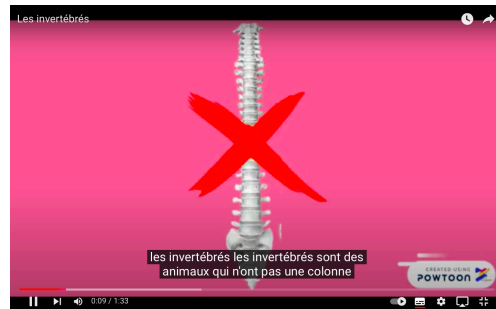 Les invertébrés
les invertébrés les invertébrés sont des
animaux qui n'ont pas une colonne
CREATED USING
POWTOON
0:09 / 1:33